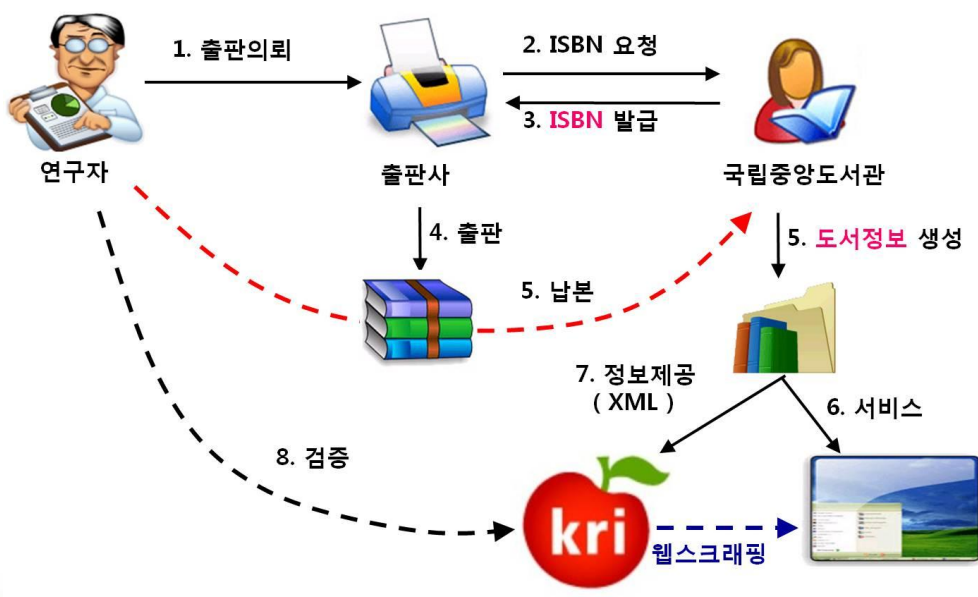 1. 출판의뢰
2. ISBN 요청
3. ISBN 발급
연구자
출판사
국립중앙도서관
4. 출판
5. 도서정보 생성
5. 납본
7. 정보제공
( XML )
6. 서비스
8. 검증
kri
웹스크래핑